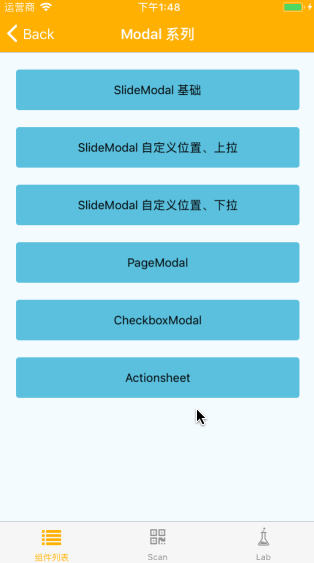 运营商 下午1:48
Back Modal 系列
SlideModal 基础
SlideModal 自定义位置、上拉
SlideModal 自定义位置、下拉
PageModal
CheckboxModal
Actionsheet
组件列表 Scan Lab